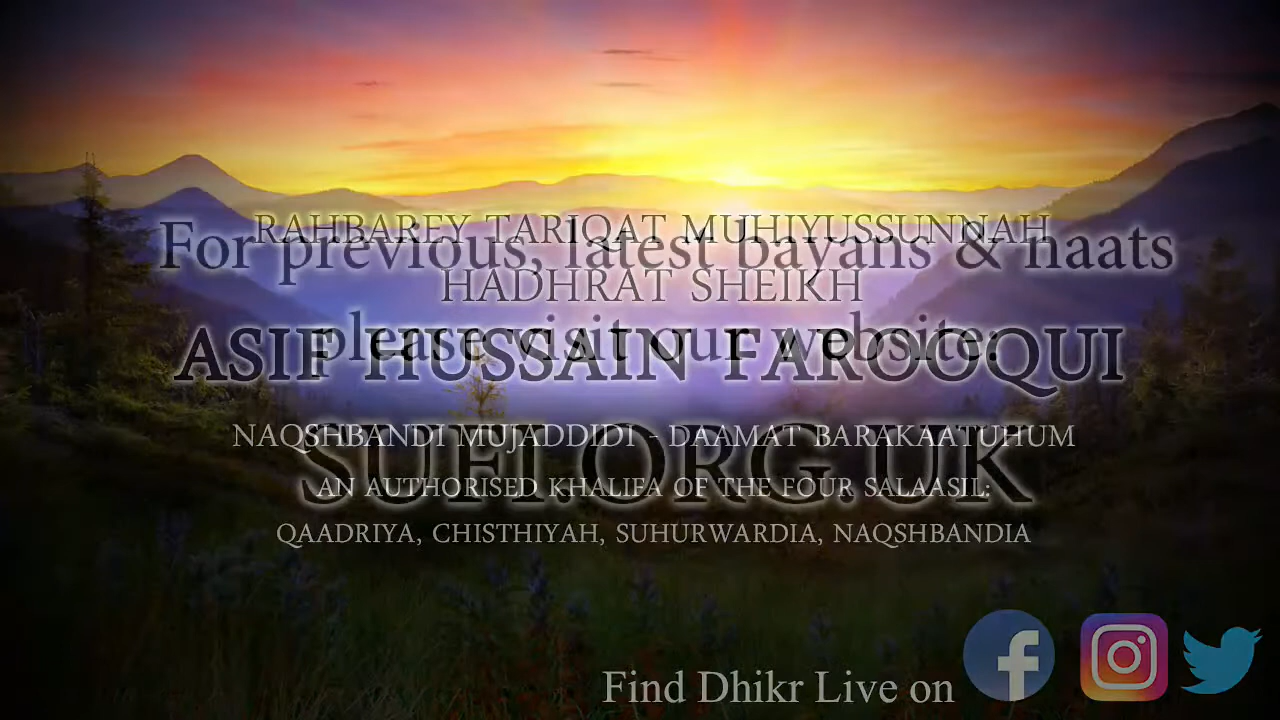 RAHBAREY TARIQAT MUHIYUSSUNNAH
For previous, latest bayans & naats
HADHRAT SHEIKH
please visit our website:
ASIF HUSSAIN FAROOQUI
NAQSHBANDI MUJADDIDI - DAAMAT BARAKAATUHUM
SUFI.ORG.UK
AN AUTHORISED KHALIFA OF THE FOUR SALAASIL:
QAADRIYA, CHISTHIYAH, SUHURWARDIA, NAQSHBANDIA
Find Dhikr Live on